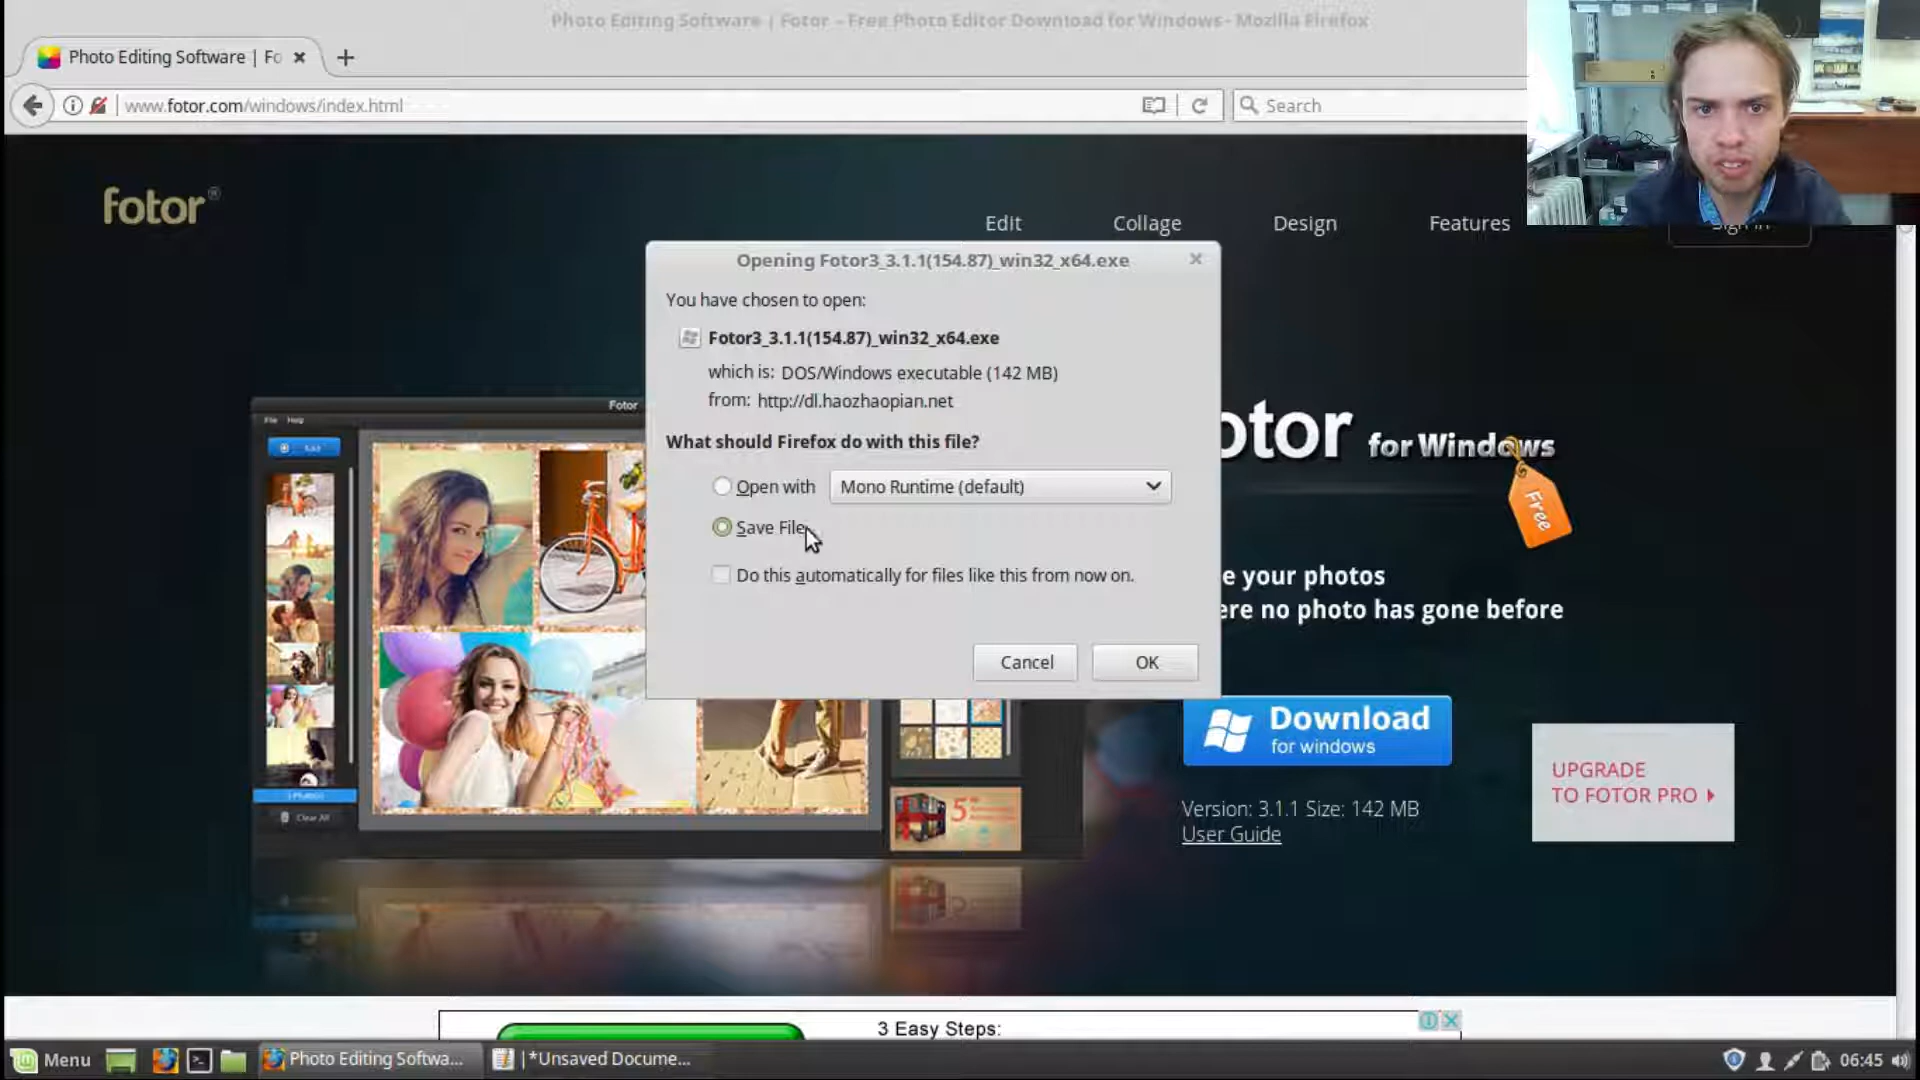 Photo Editing Software | Fotor – Free Photo Editor Download for Windows - Mozilla Firefox
Photo Editing Software | Fo
www.fotor.com/windows/index.html
Search
fotor®
Edit
Collage
Design
Features
Sign In
Opening Fotor3_3.1.1(154.87)_win32_x64.exe
You have chosen to open:
Fotor3_3.1.1(154.87)_win32_x64.exe
which is: DOS/Windows executable (142 MB)
from: http://dl.haozhaopian.net
What should Firefox do with this file?
Open with
Mono Runtime (default)
Save File
Do this automatically for files like this from now on.
Cancel
OK
Fotor
File Help
Clear All
otor for Windows
Free
e your photos
ere no photo has gone before
Download
for windows
Version: 3.1.1 Size: 142 MB
User Guide
UPGRADE
TO FOTOR PRO
3 Easy Steps:
Menu
Photo Editing Softwa...
*Unsaved Docume...
06:45